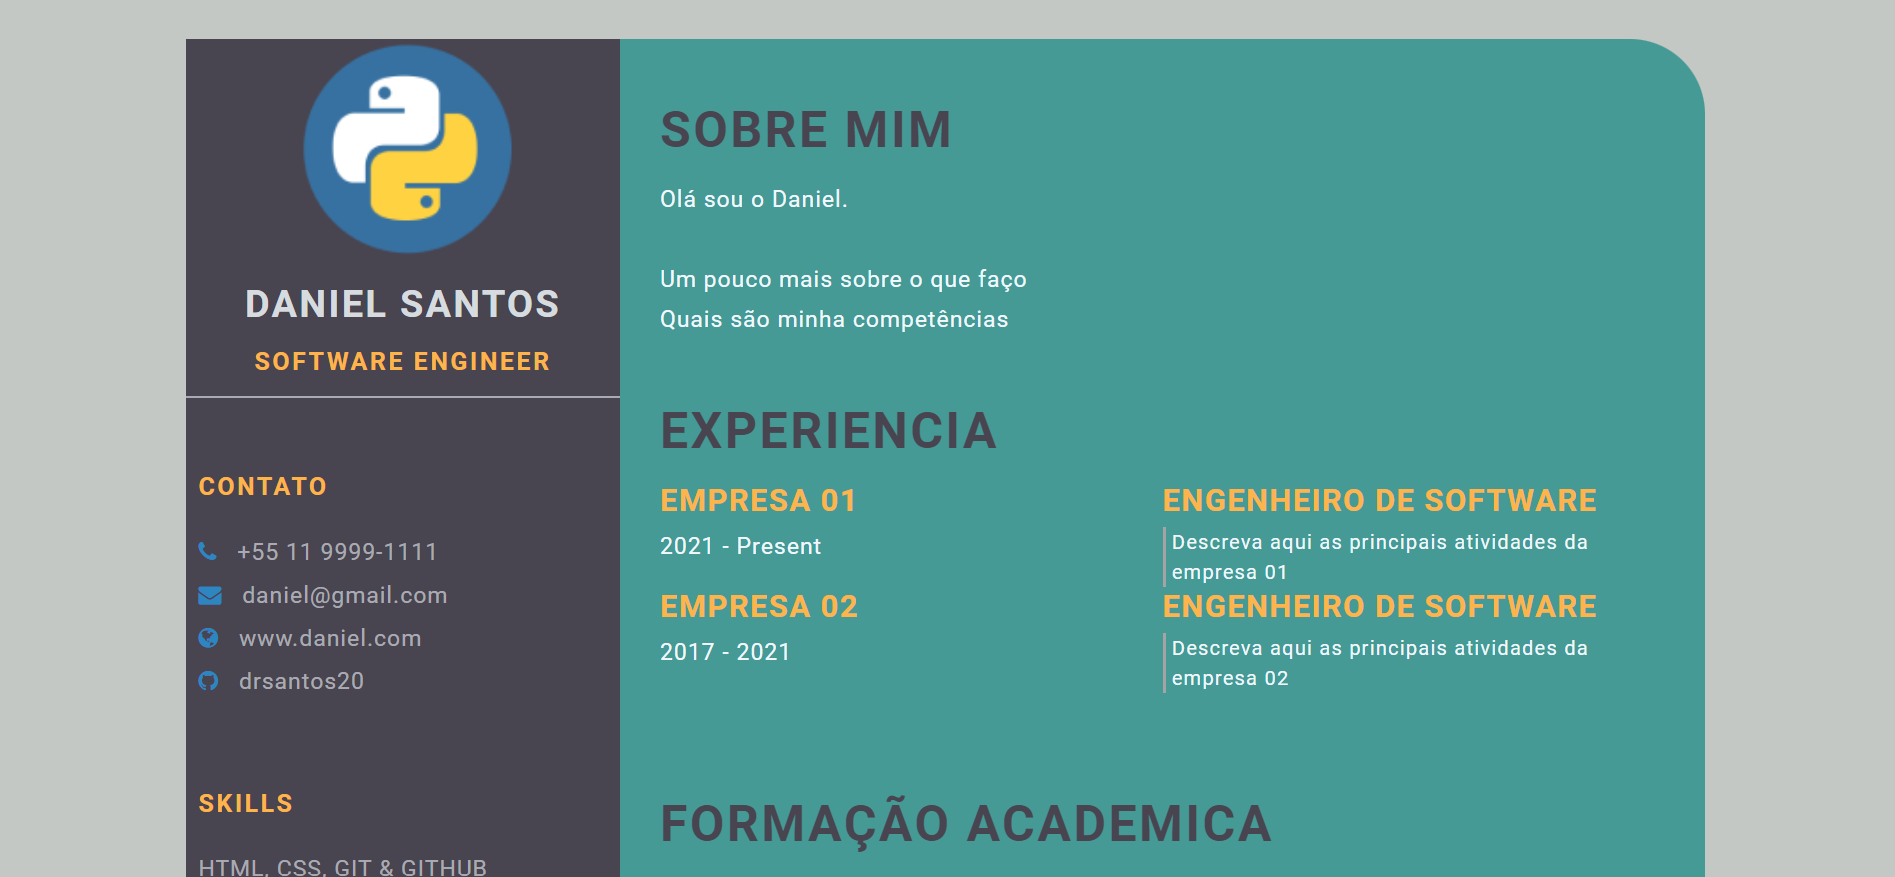 DANIEL SANTOS
SOFTWARE ENGINEER
CONTATO
+55 11 9999-1111
daniel@gmail.com
www.daniel.com
drsantos20
SKILLS
HTML, CSS, GIT & GITHUB
SOBRE MIM
Olá sou o Daniel.
Um pouco mais sobre o que faço
Quais são minha competências
EXPERIENCIA
EMPRESA 01
2021 - Present
ENGENHEIRO DE SOFTWARE
Descreva aqui as principais atividades da
empresa 01
EMPRESA 02
2017 - 2021
ENGENHEIRO DE SOFTWARE
Descreva aqui as principais atividades da
empresa 02
FORMAÇÃO ACADEMICA